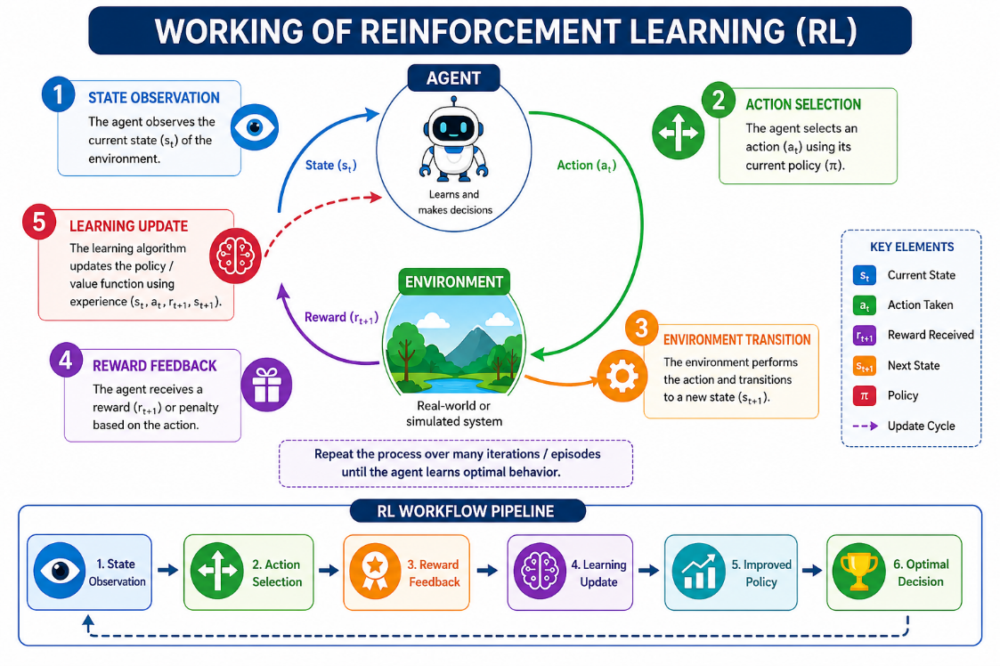 WORKING OF REINFORCEMENT LEARNING (RL)
1
STATE OBSERVATION
The agent observes the
current state (sₜ) of the
environment.
AGENT
Learns and
makes decisions
State (sₜ)
Action (aₜ)
2
ACTION SELECTION
The agent selects an
action (aₜ) using its
current policy (π).
5
LEARNING UPDATE
The learning algorithm
updates the policy /
value function using
experience (sₜ, aₜ, rₜ₊₁, sₜ₊₁).
ENVIRONMENT
Reward (rₜ₊₁)
Real-world or
simulated system
3
ENVIRONMENT TRANSITION
The environment performs
the action and transitions
to a new state (sₜ₊₁).
4
REWARD FEEDBACK
The agent receives a
reward (rₜ₊₁) or penalty
based on the action.
KEY ELEMENTS
sₜ Current State
aₜ Action Taken
rₜ₊₁ Reward Received
sₜ₊₁ Next State
π Policy
Update Cycle
Repeat the process over many iterations / episodes
until the agent learns optimal behavior.
RL WORKFLOW PIPELINE
1. State
Observation
2. Action
Selection
3. Reward
Feedback
4. Learning
Update
5. Improved
Policy
6. Optimal
Decision